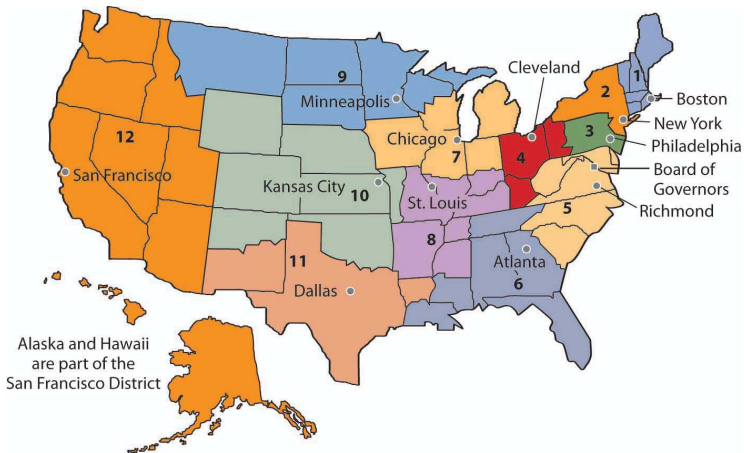 9
Minneapolis
Cleveland
1
2
Boston
New York
3
Philadelphia
12
Chicago
7
4
Board of
Governors
San Francisco
Kansas City
10
St. Louis
5
Richmond
8
11
Dallas
Atlanta
6
Alaska and Hawaii
are part of the
San Francisco District